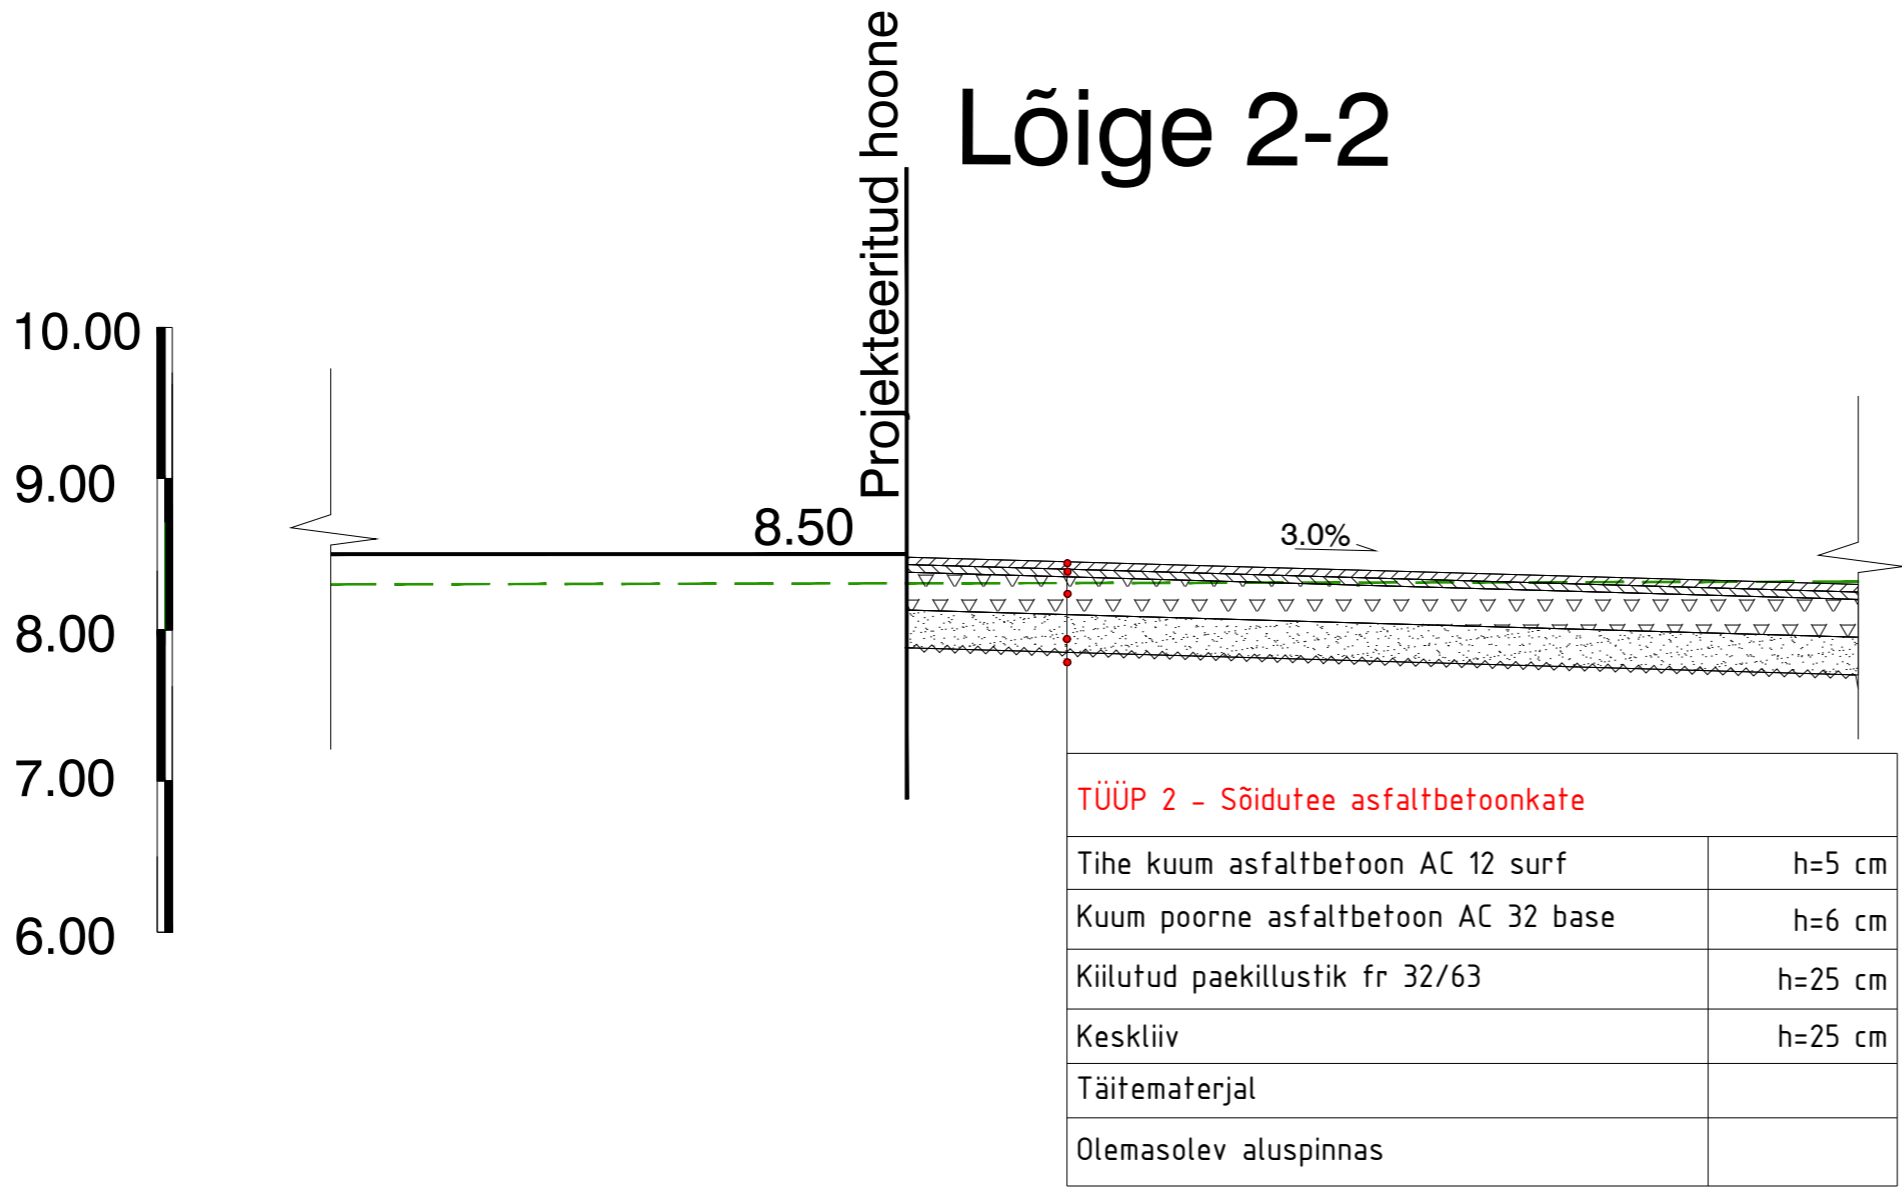 Projekteeritud hoone
Lõige 2-2
10.00
9.00
8.00
7.00
6.00
8.50
3.0%
TÜÜP 2 - Sõidutee asfaltbetoonkate
Tihe kuum asfaltbetoon AC 12 surf h=5 cm
Kuum poorne asfaltbetoon AC 32 base h=6 cm
Kiilutud paekillustik fr 32/63 h=25 cm
Keskliiv h=25 cm
Täitematerjal
Olemasolev aluspinnas